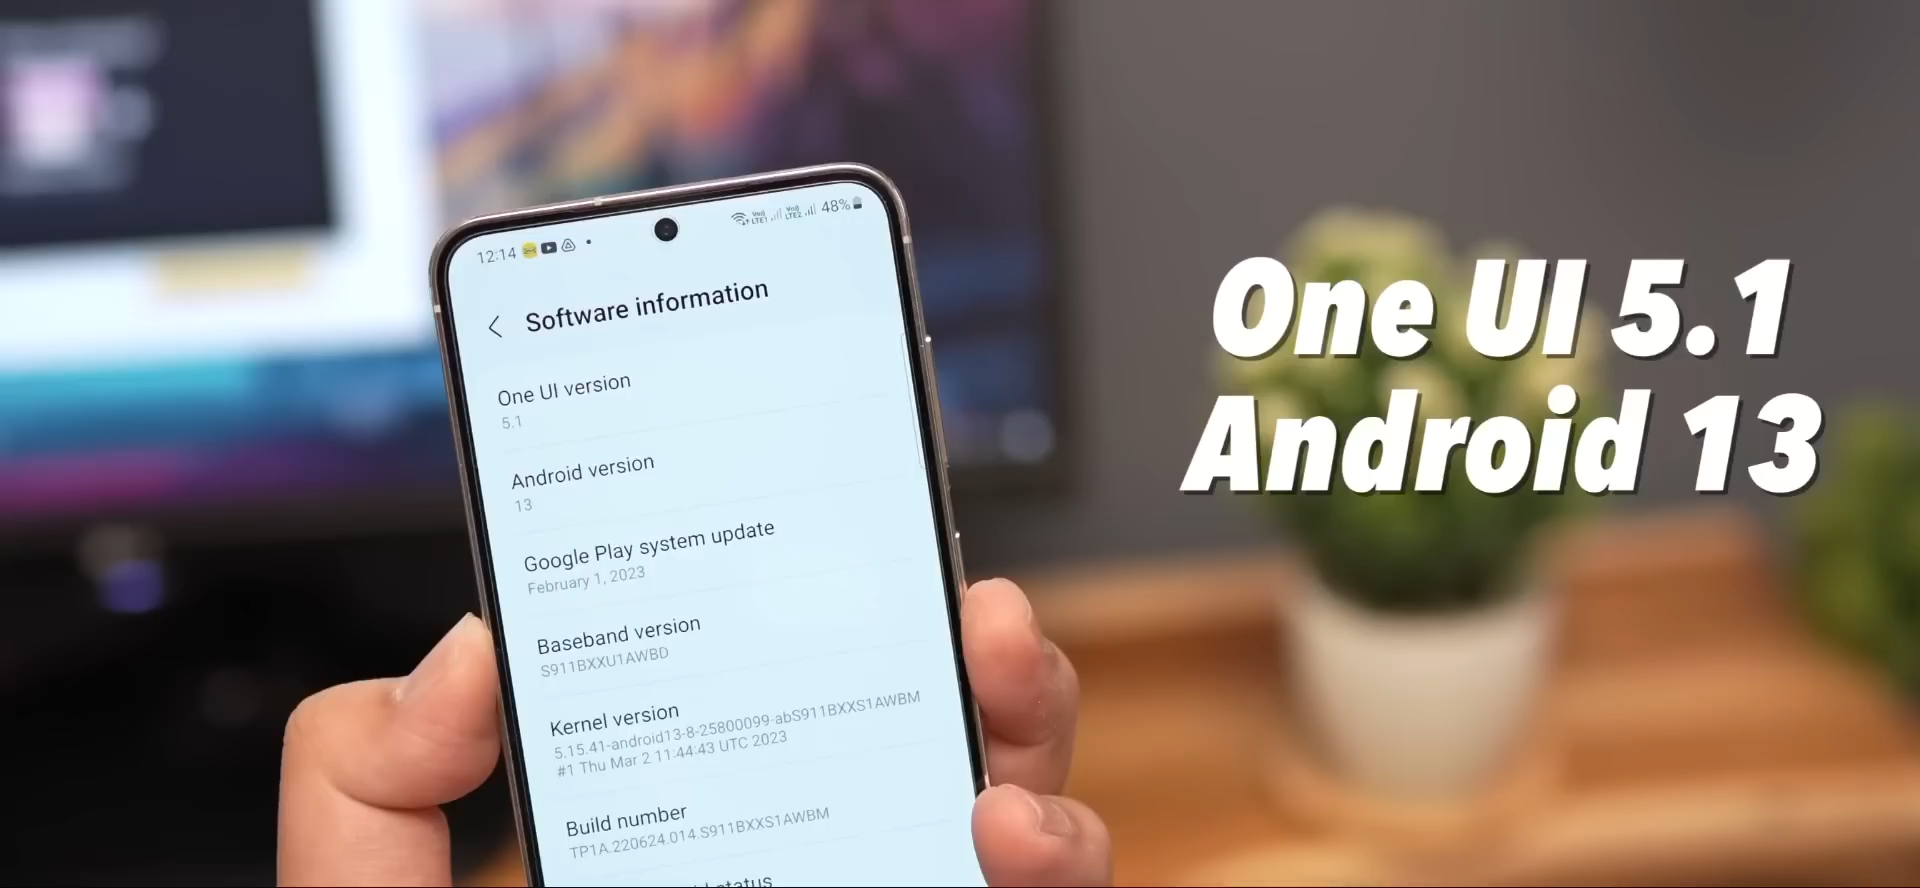 12:14
48%
Software information
One UI version
5.1
Android version
13
Google Play system update
February 1, 2023
Baseband version
S911BXXU1AWBD
Kernel version
5.15.41-android13-8-25800099-abS911BXXS1AWBM
#1 Thu Mar 2 11:44:43 UTC 2023
Build number
TP1A.220624.014.S911BXXS1AWBM
status
One UI 5.1
Android 13